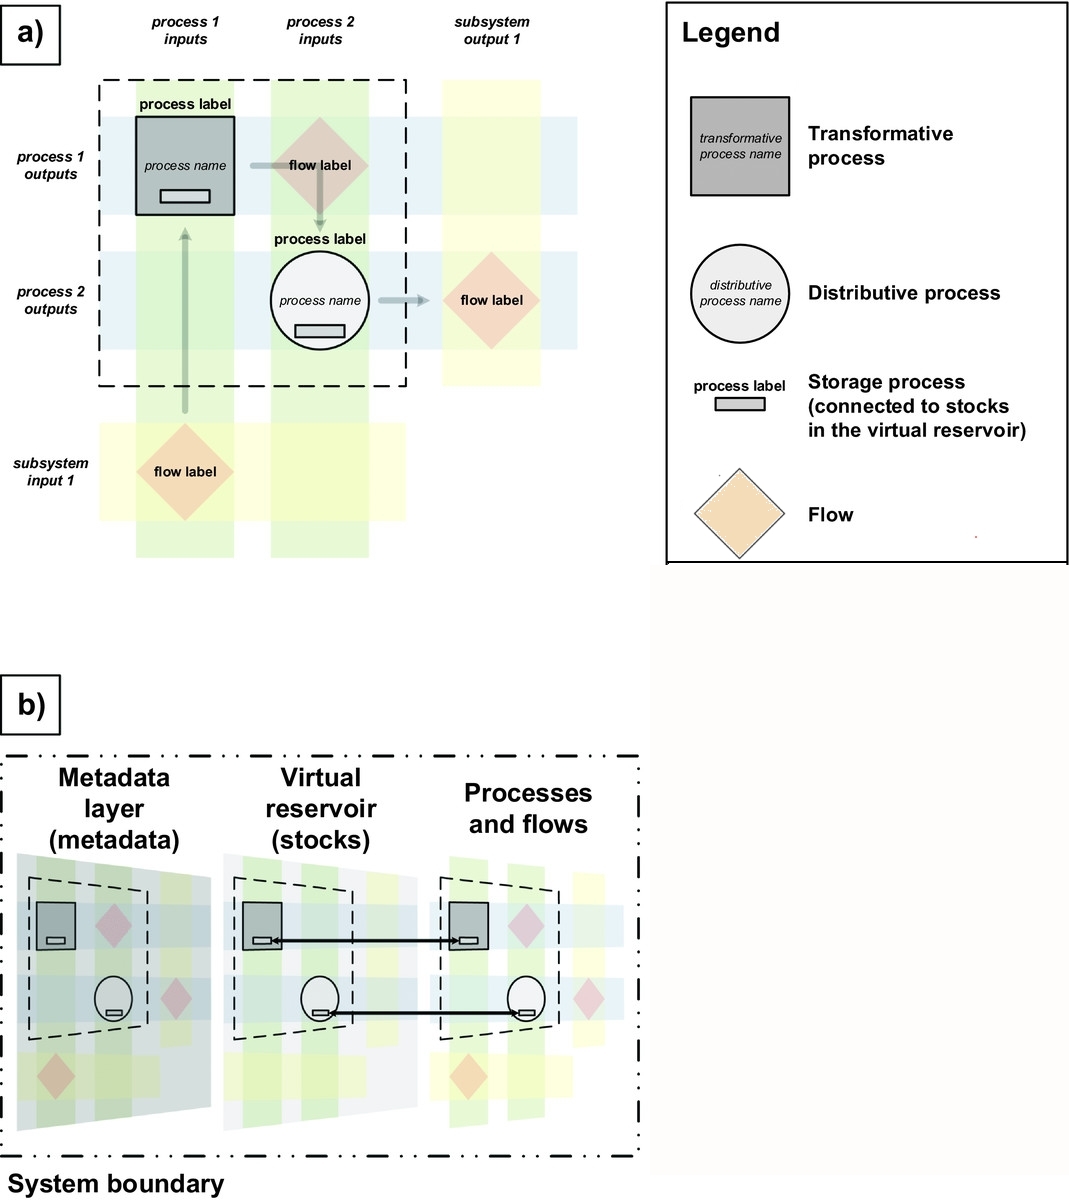 a)
process 1
inputs
process 2
inputs
subsystem
output 1
process 1
outputs
process label
process name
flow label
process 2
outputs
process label
process name
flow label
subsystem
input 1
flow label
Legend
transformative
process name
Transformative
process
distributive
process name
Distributive process
process label
Storage process
(connected to stocks
in the virtual reservoir)
Flow
b)
Metadata
layer
(metadata)
Virtual
reservoir
(stocks)
Processes
and flows
System boundary